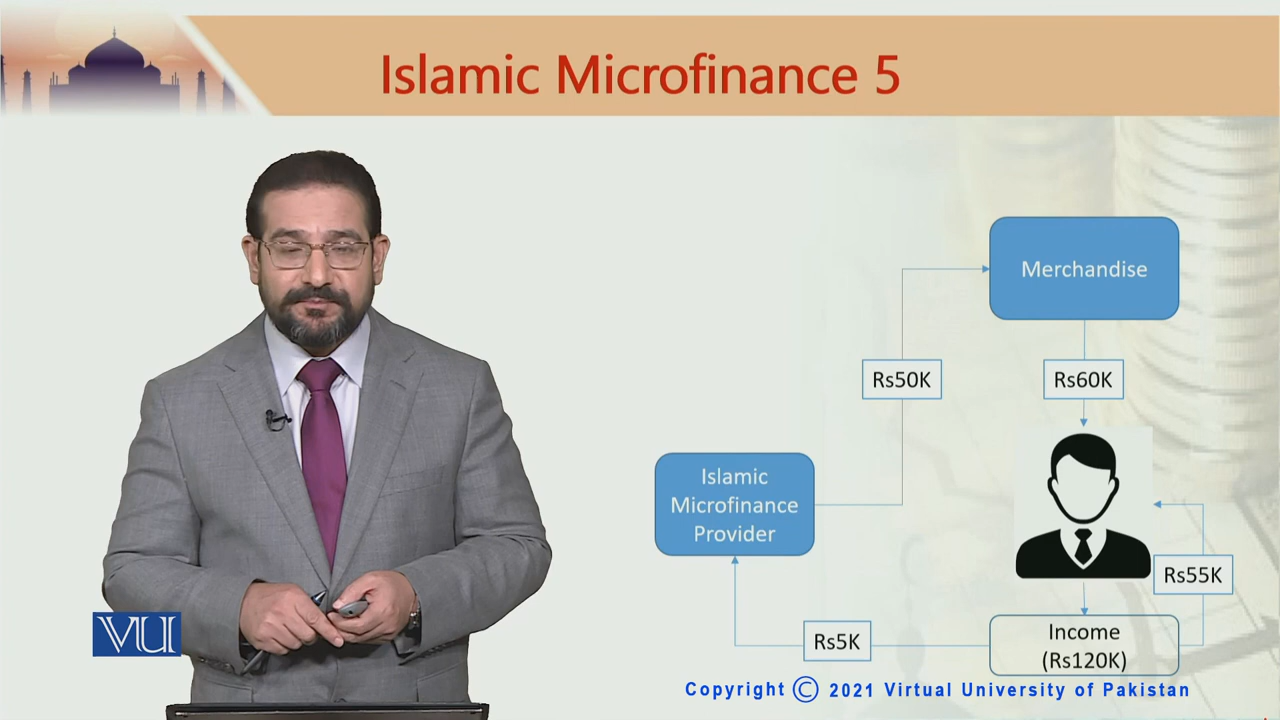 Islamic Microfinance 5
Merchandise
Rs50K
Rs60K
Islamic
Microfinance
Provider
Rs55K
Rs5K
Income
(Rs120K)
VU
Copyright © 2021 Virtual University of Pakistan